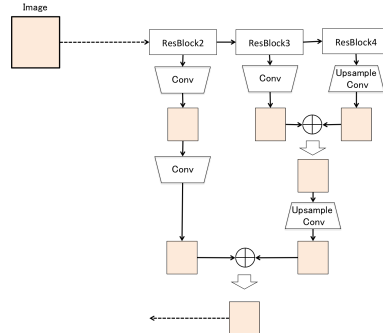 Image
ResBlock2
ResBlock3
ResBlock4
Conv
Conv
Upsample
Conv
Conv
Upsample
Conv